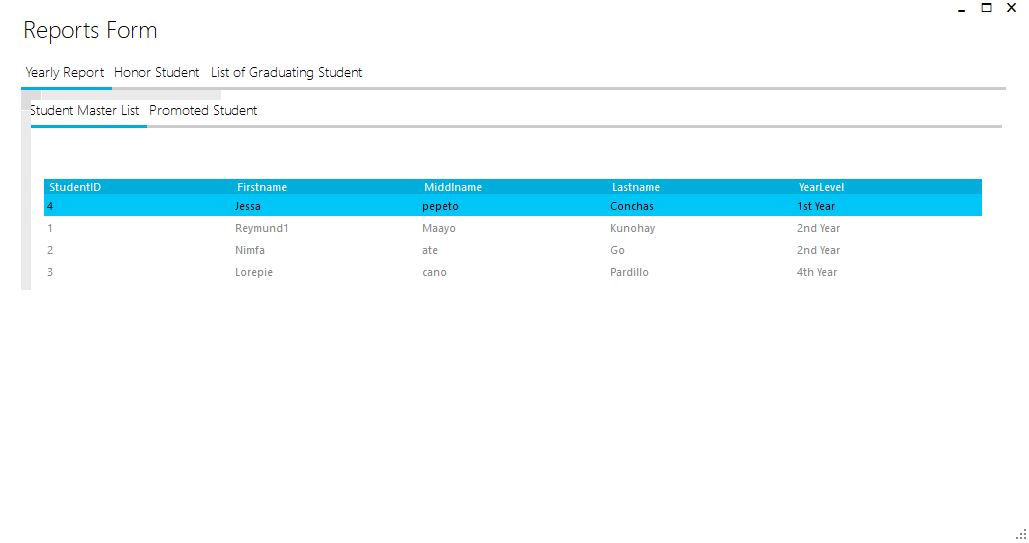 Reports Form
Yearly Report Honor Student List of Graduating Student
Student Master List Promoted Student
StudentID Firstname Middlname Lastname YearLevel
4 Jessa pepeto Conchas 1st Year
1 Reymund1 Maayo Kunohay 2nd Year
2 Nimfa ate Go 2nd Year
3 Lorepie cano Pardillo 4th Year